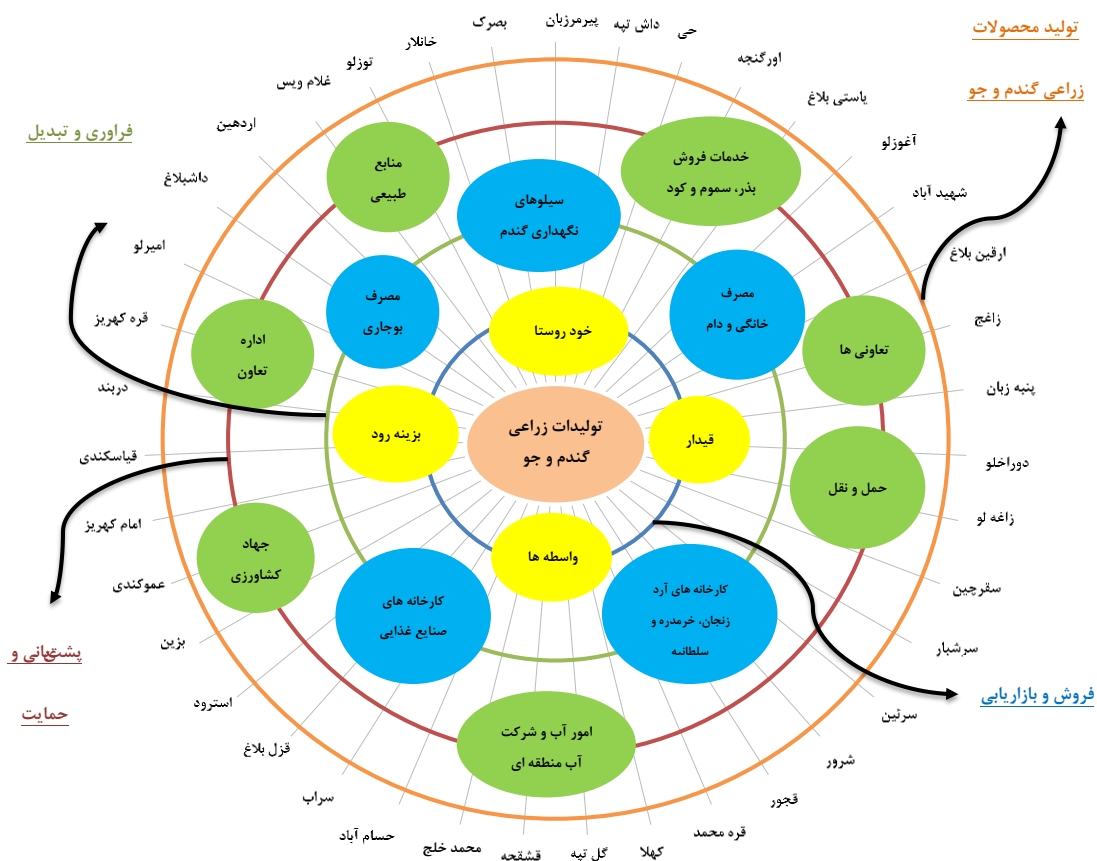 تولید محصولات
زراعی گندم و جو
فراوری و تبدیل
پشتیبانی و
حمایت
فروش و بازاریابی
پیرمرزبان
داش تپه
حی
اورگنجه
یاستی بلاغ
آغوزلو
شهید آباد
ارقین بلاغ
زاغج
پنبه زبان
دوراخلو
زاغه لو
سقرچین
سرشبار
سرئین
شرور
قجور
قره محمد
کهلا
گل تپه
قشقجه
محمد خلج
حسام آباد
سراب
قزل بلاغ
استرود
بزین
عموکندی
امام کهریز
قیاسکندی
دربند
قره کهریز
امیرلو
داشبلاغ
اردهین
غلام ویس
توزلو
خانلار
بصرک
منابع
طبیعی
خدمات فروش
بذر، سموم و کود
تعاونی ها
حمل و نقل
امور آب و شرکت
آب منطقه ای
جهاد
کشاورزی
اداره
تعاون
سیلوهای
نگهداری گندم
مصرف
خانگی و دام
کارخانه های آرد
زنجان، خرمدره و
سلطانیه
کارخانه های
صنایع غذایی
مصرف
بوجاری
خود روستا
قیدار
واسطه ها
بزینه رود
تولیدات زراعی
گندم و جو